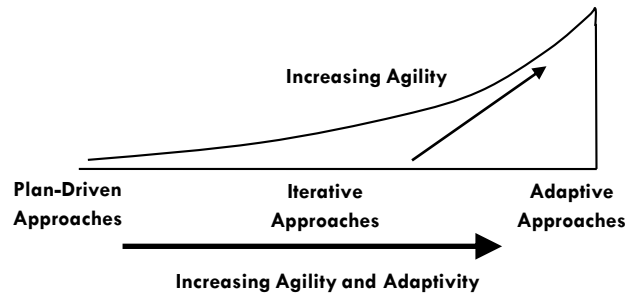 Increasing Agility
Plan-Driven
Approaches
Iterative
Approaches
Adaptive
Approaches
Increasing Agility and Adaptivity